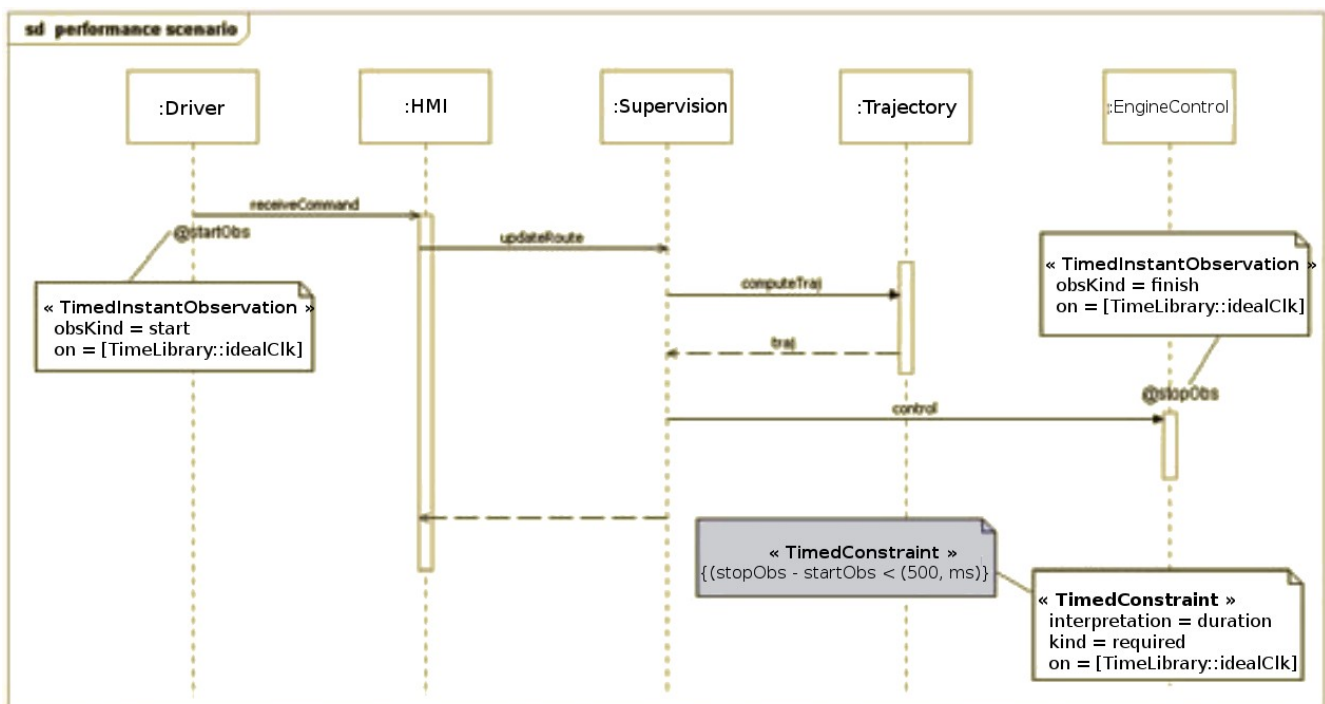 sd performance scenario
:Driver
:HMI
:Supervision
:Trajectory
:EngineControl
receiveCommand
@startObs
updateRoute
« TimedInstantObservation »
obsKind = start
on = [TimeLibrary::idealClk]
« TimedInstantObservation »
obsKind = finish
on = [TimeLibrary::idealClk]
computeTraj
traj
@stopObs
control
« TimedConstraint »
{(stopObs - startObs < (500, ms)}
« TimedConstraint »
interpretation = duration
kind = required
on = [TimeLibrary::idealClk]